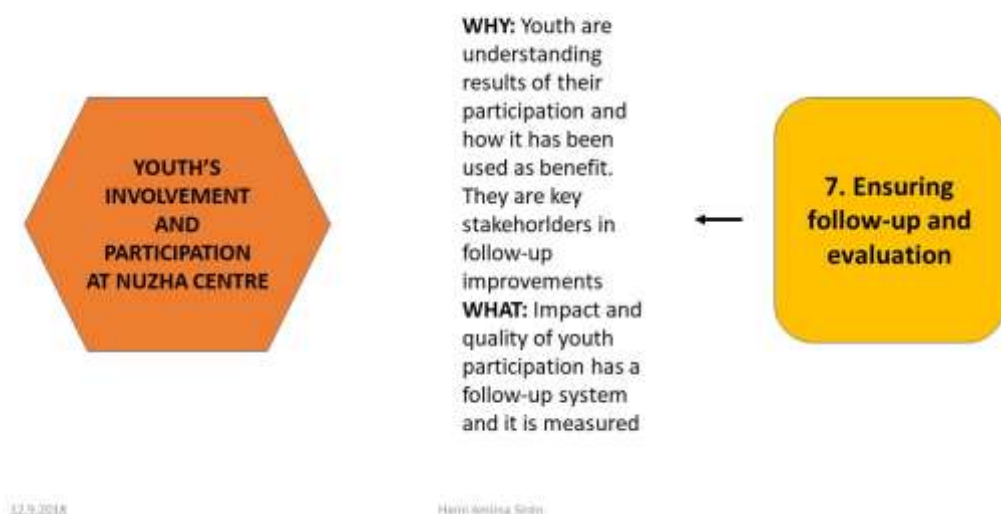 YOUTH'S
INVOLVEMENT
AND
PARTICIPATION
AT NUZHA CENTRE
WHY: Youth are
understanding
results of their
participation and
how it has been
used as benefit.
They are key
stakehorlders in
follow-up
improvements
WHAT: Impact and
quality of youth
participation has a
follow-up system
and it is measured
7. Ensuring
follow-up and
evaluation
12.9.2018